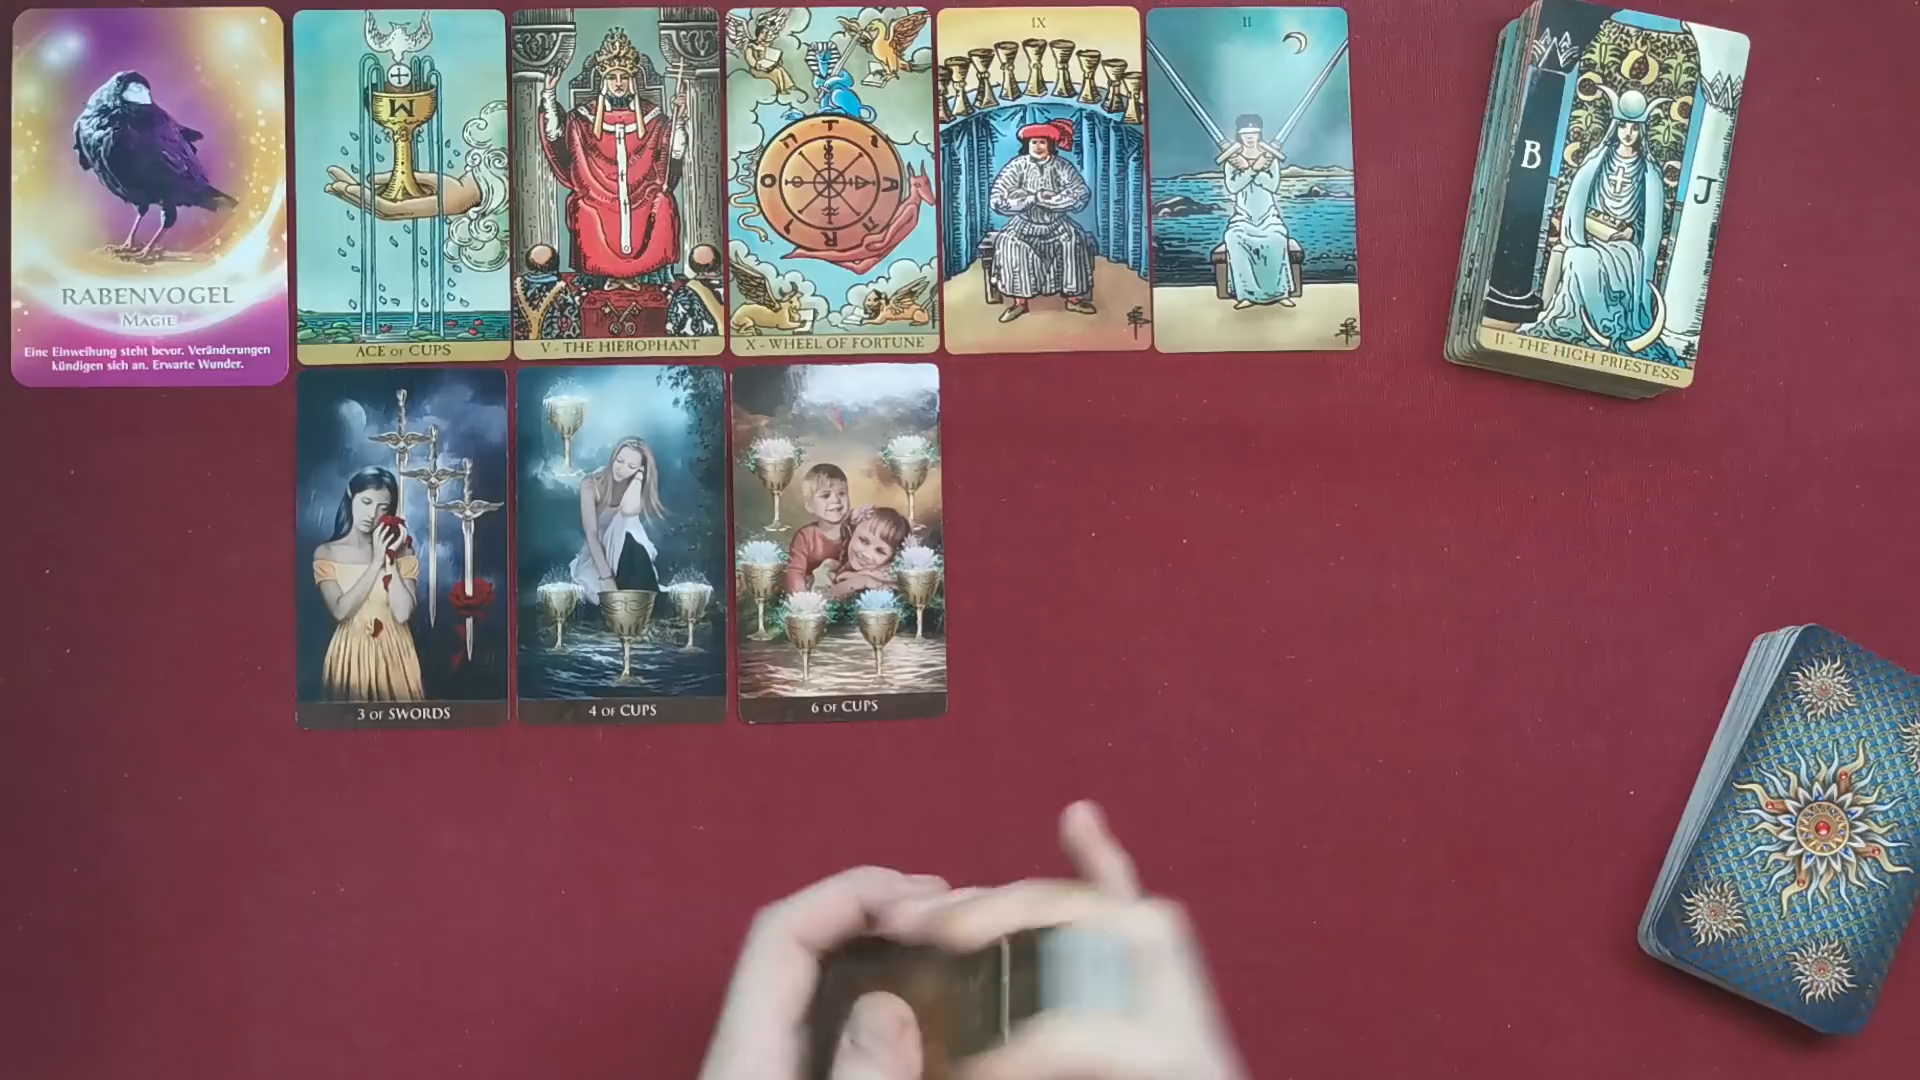 RABENVOGEL
MAGIE
Eine Einweihung steht bevor. Veränderungen
kündigen sich an. Erwarte Wunder.
ACE OF CUPS
V - THE HIEROPHANT
X - WHEEL OF FORTUNE
IX
II
B
J
II - THE HIGH PRIESTESS
3 OF SWORDS
4 OF CUPS
6 OF CUPS